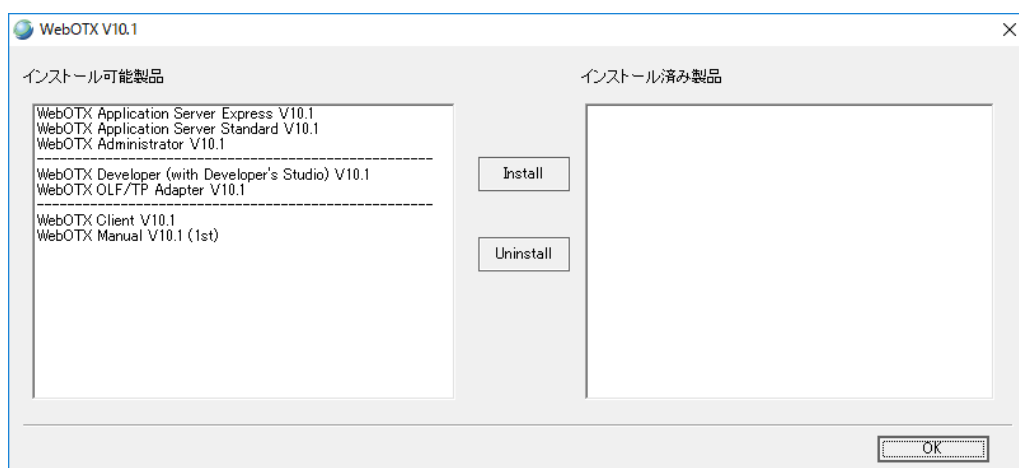 WebOTX V10.1
インストール可能製品
インストール済み製品
WebOTX Application Server Express V10.1
WebOTX Application Server Standard V10.1
WebOTX Administrator V10.1
----------------------------------------------------
WebOTX Developer (with Developer's Studio) V10.1
WebOTX OLF/TP Adapter V10.1
----------------------------------------------------
WebOTX Client V10.1
WebOTX Manual V10.1 (1st)
Install
Uninstall
OK